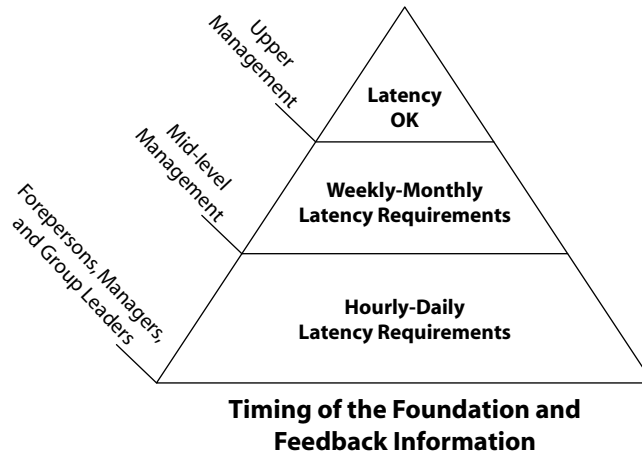 Upper
Management
Latency
OK
Mid-level
Management
Weekly-Monthly
Latency Requirements
Forepersons, Managers,
and Group Leaders
Hourly-Daily
Latency Requirements
Timing of the Foundation and
Feedback Information